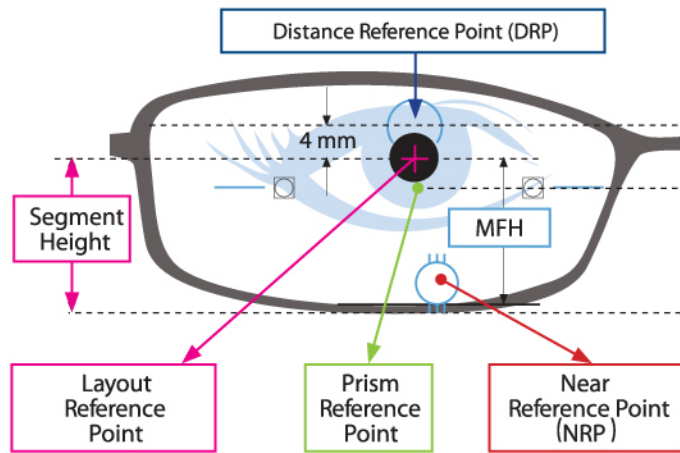 Distance Reference Point (DRP)
4 mm
Segment
Height
MFH
Layout
Reference
Point
Prism
Reference
Point
Near
Reference Point
(NRP)